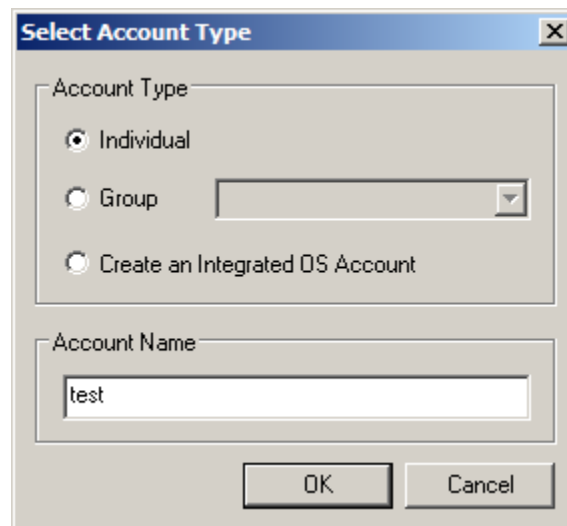 Select Account Type
Account Type
Individual
Group
Create an Integrated OS Account
Account Name
test
OK Cancel